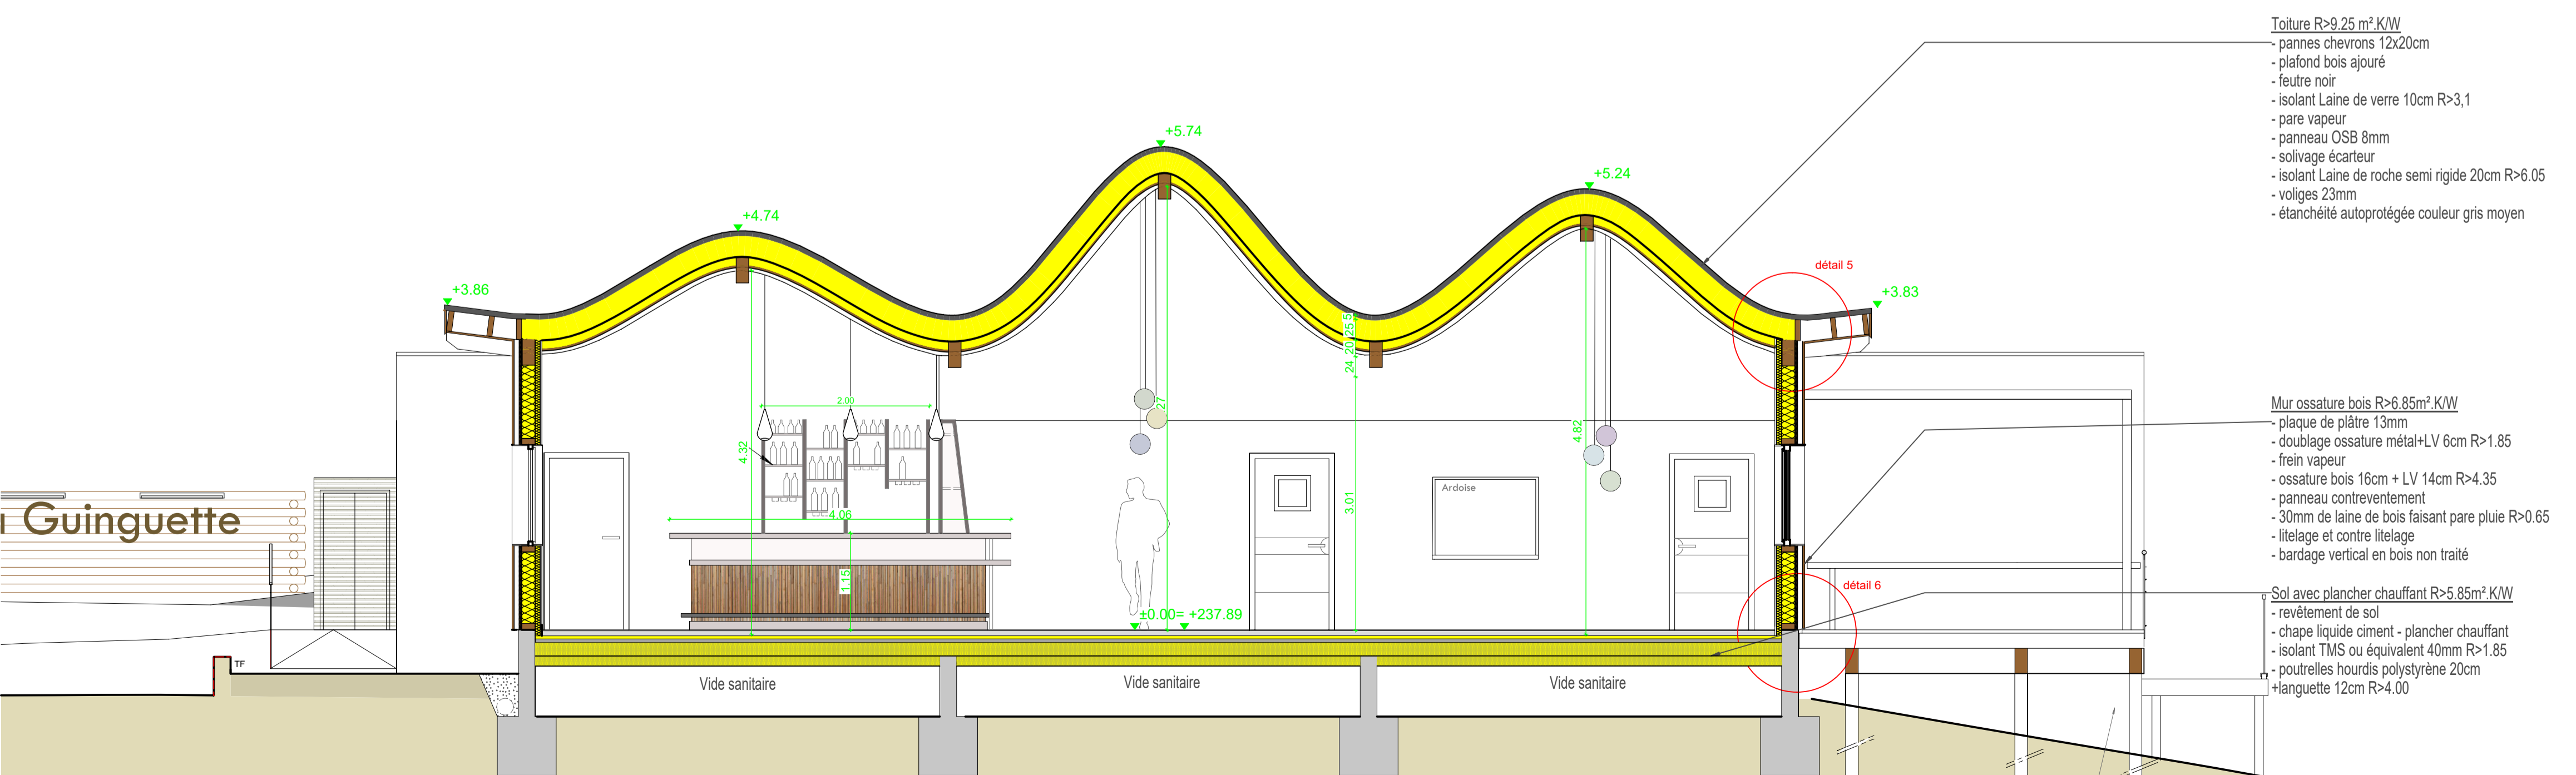 Toiture R>9.25 m².K/W
- pannes chevrons 12x20cm
- plafond bois ajouré
- feutre noir
- isolant Laine de verre 10cm R>3,1
- pare vapeur
- panneau OSB 8mm
- solivage écarteur
- isolant Laine de roche semi rigide 20cm R>6.05
- voliges 23mm
- étanchéité autoprotégée couleur gris moyen
+5.74
+5.24
+4.74
détail 5
+3.86
+3.83
24 20 25 5
2.00
27
4.32
4.82
Mur ossature bois R>6.85m².K/W
- plaque de plâtre 13mm
- doublage ossature métal+LV 6cm R>1.85
- frein vapeur
- ossature bois 16cm + LV 14cm R>4.35
- panneau contreventement
- 30mm de laine de bois faisant pare pluie R>0.65
- litelage et contre litelage
- bardage vertical en bois non traité
Ardoise
3.01
4.06
Guinguette
1.15
détail 6
±0.00= +237.89
Sol avec plancher chauffant R>5.85m².K/W
- revêtement de sol
- chape liquide ciment - plancher chauffant
- isolant TMS ou équivalent 40mm R>1.85
- poutrelles hourdis polystyrène 20cm
+languette 12cm R>4.00
TF
Vide sanitaire
Vide sanitaire
Vide sanitaire